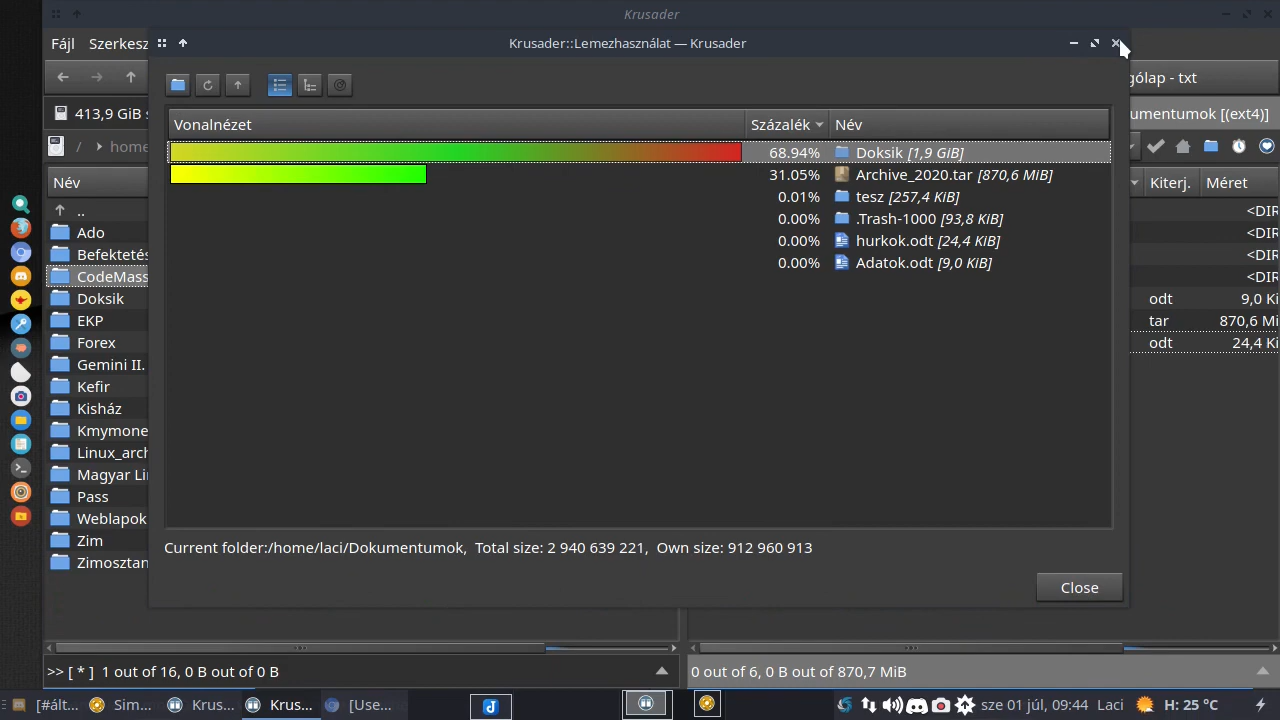 Krusader
Fájl Szerkesz
Krusader::Lemezhasználat — Krusader
gólap - txt
413,9 GiB s
umentumok [(ext4)]
/ home
Név
Kiterj. Méret
Vonalnézet Százalék Név
68.94% Doksik [1,9 GiB]
31.05% Archive_2020.tar [870,6 MiB]
0.01% tesz [257,4 KiB]
0.00% .Trash-1000 [93,8 KiB]
0.00% hurkok.odt [24,4 KiB]
0.00% Adatok.odt [9,0 KiB]
..
Ado
Befektetés
CodeMass
Doksik
EKP
Forex
Gemini II.
Kefir
Kisház
Kmymone
Linux_arch
Magyar Li
Pass
Weblapok
Zim
Zimosztan
<DIR
<DIR
<DIR
<DIR
odt 9,0 Ki
tar 870,6 Mi
odt 24,4 K
Current folder:/home/laci/Dokumentumok, Total size: 2 940 639 221, Own size: 912 960 913
Close
>> [ * ] 1 out of 16, 0 B out of 0 B
0 out of 6, 0 B out of 870,7 MiB
[#ált... Sim... Krus... Krus... [Use...
sze 01 júl, 09:44 Laci H: 25 °C